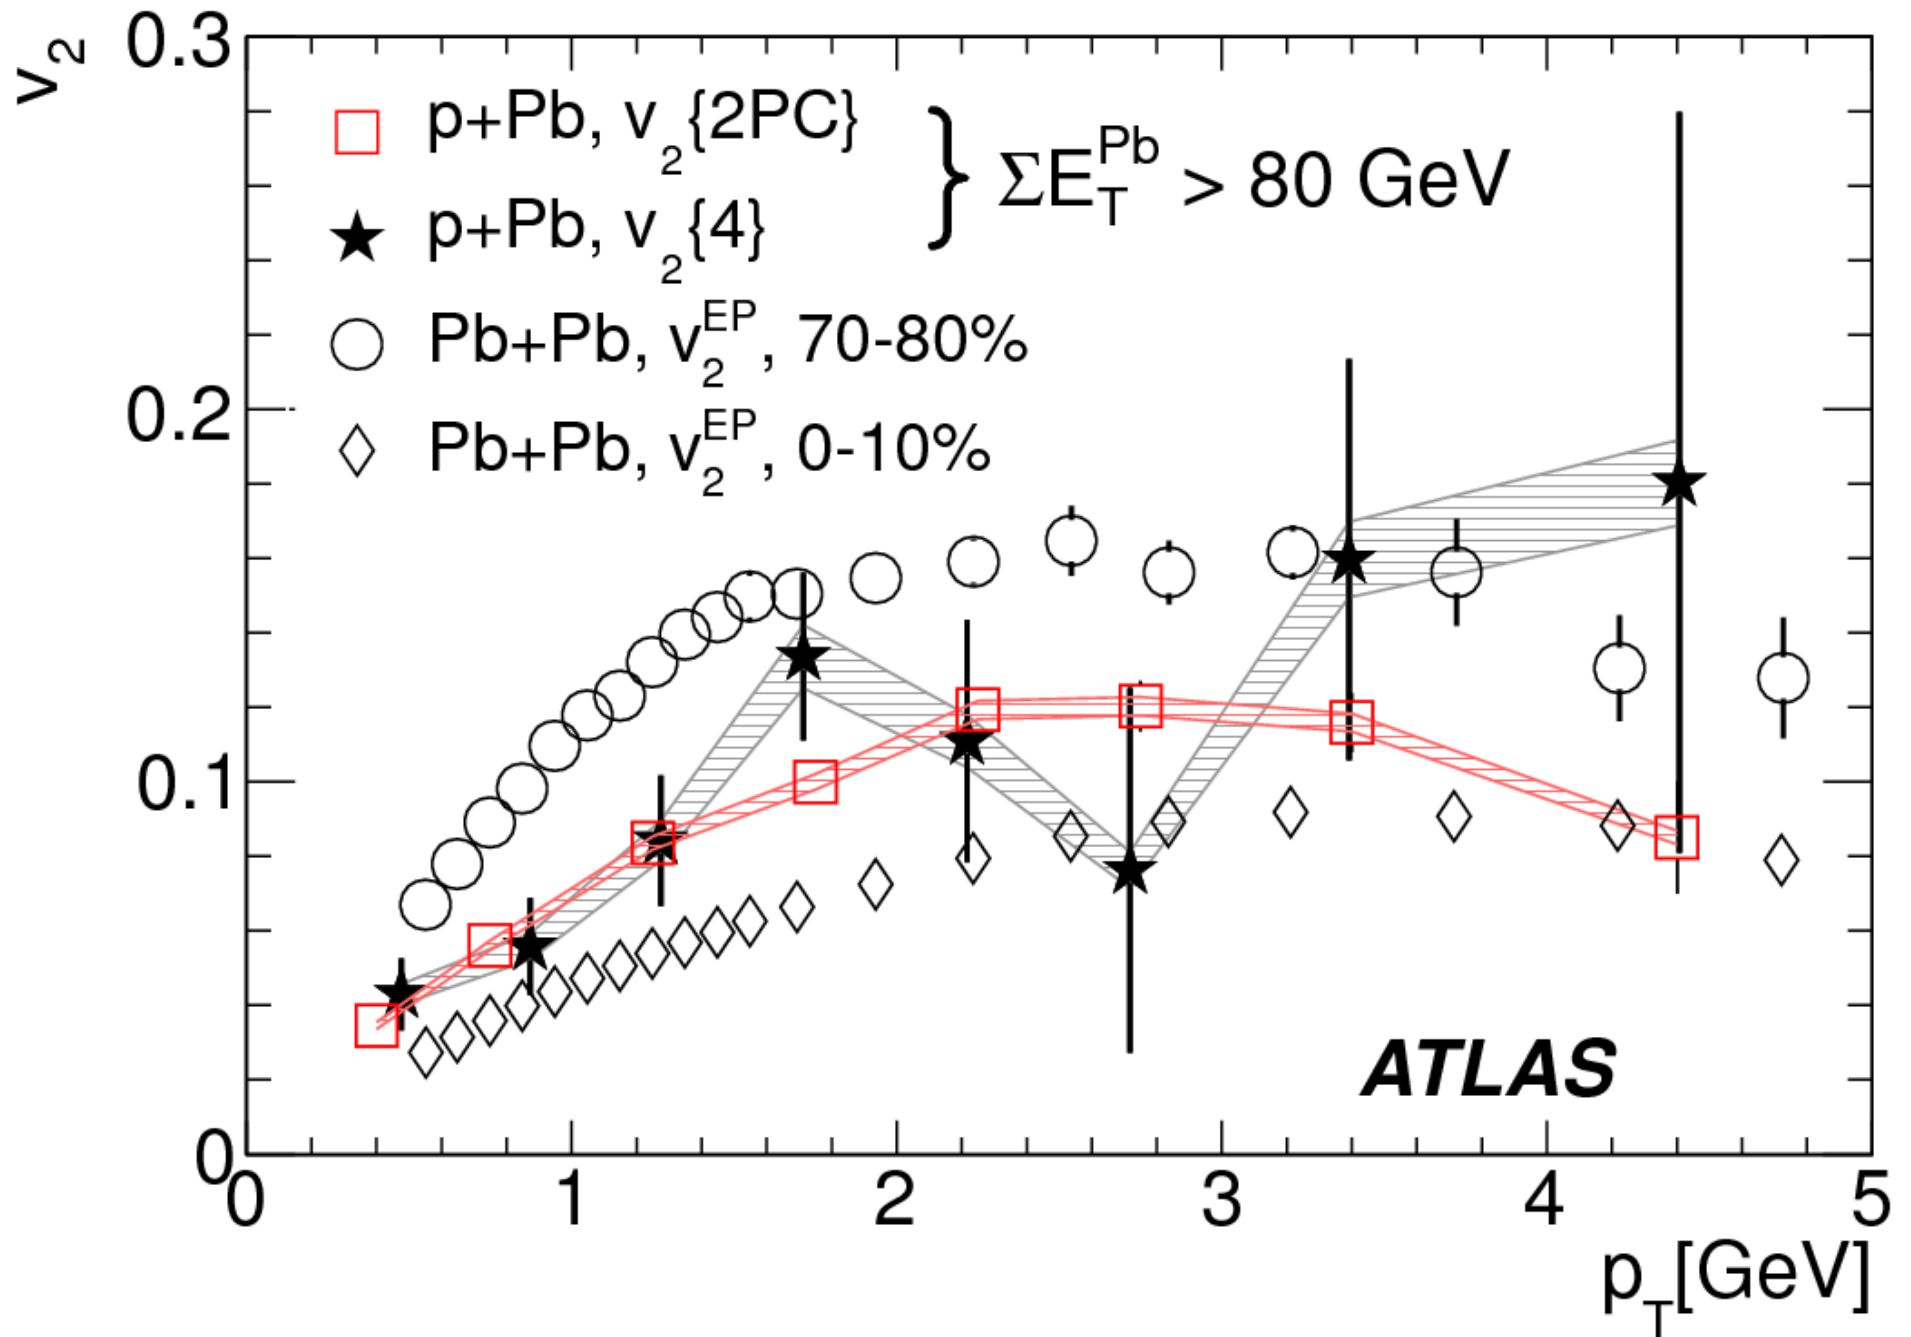 v2
0.3
0.2
0.1
0
p+Pb, v2{2PC}
p+Pb, v2{4}
} ΣE_T^Pb > 80 GeV
Pb+Pb, v2^EP, 70-80%
Pb+Pb, v2^EP, 0-10%
ATLAS
0 1 2 3 4 5
pT[GeV]